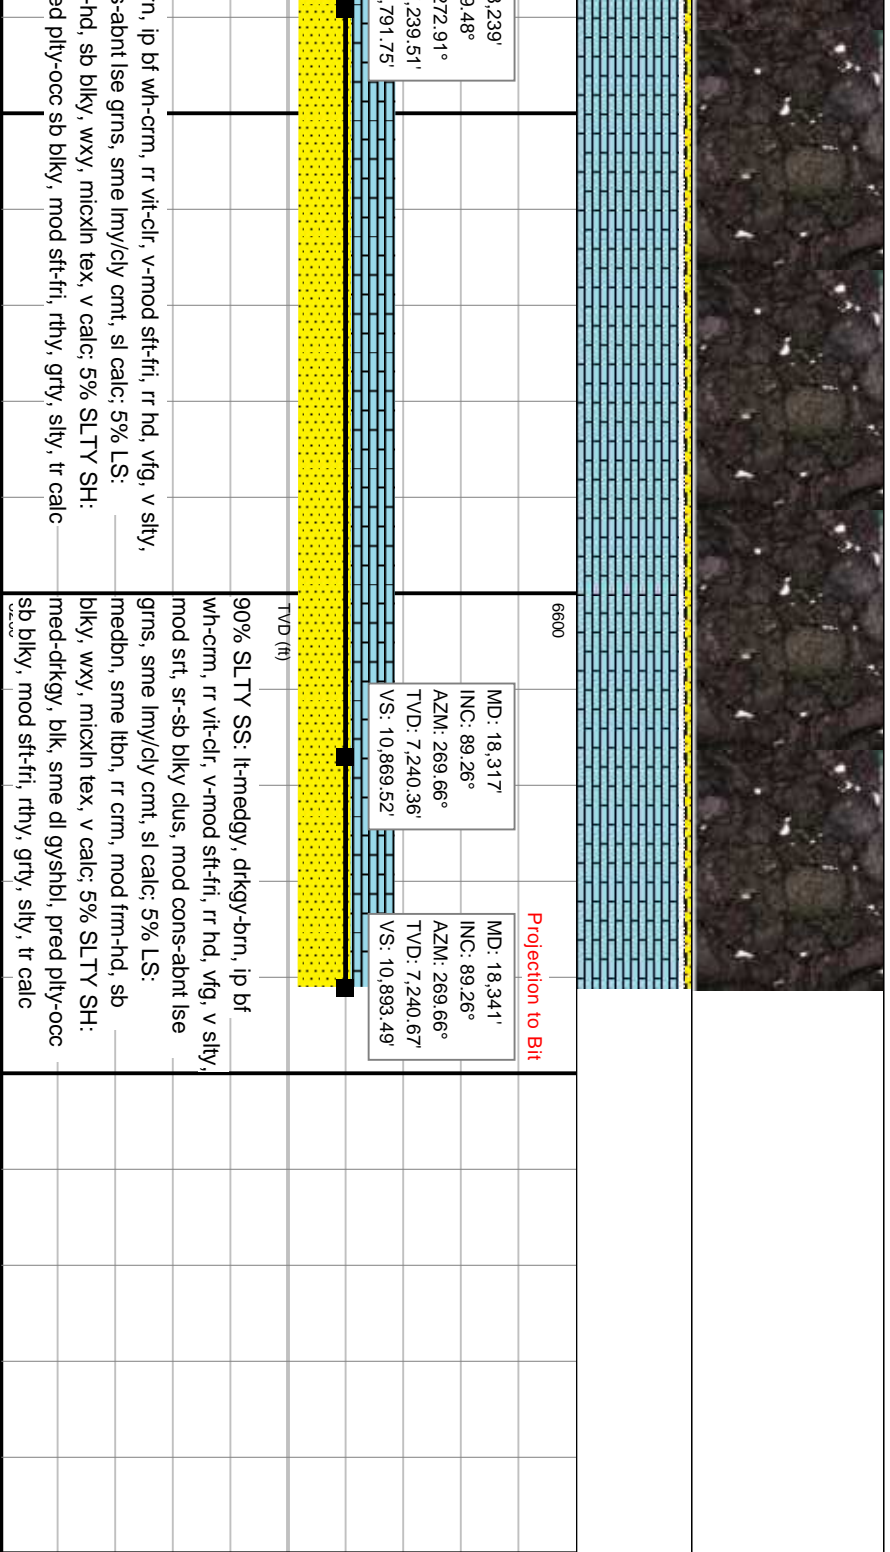 3,239'
9.48°
272.91°
,239.51'
,791.75'
rn, ip bf wh-crm, rr vit-clr, v-mod sft-fri, rr hd, vfg, v slty,
s-abnt lse grns, sme lmy/cly cmt, sl calc; 5% LS:
-hd, sb blky, wxy, micxln tex, v calc; 5% SLTY SH:
ed plty-occ sb blky, mod sft-fri, rthy, grty, slty, tr calc
6600
MD: 18,317'
INC: 89.26°
AZM: 269.66°
TVD: 7,240.36'
VS: 10,869.52'
Projection to Bit
MD: 18,341'
INC: 89.26°
AZM: 269.66°
TVD: 7,240.67'
VS: 10,893.49'
TVD (ft)
90% SLTY SS: lt-medgy, drkgy-brn, ip bf
wh-crm, rr vit-clr, v-mod sft-fri, rr hd, vfg, v slty,
mod srt, sr-sb blky clus, mod cons-abnt lse
grns, sme lmy/cly cmt, sl calc; 5% LS:
medbn, sme ltbn, rr crm, mod frm-hd, sb
blky, wxy, micxln tex, v calc; 5% SLTY SH:
med-drkgy, blk, sme dl gyshbl, pred plty-occ
sb blky, mod sft-fri, rthy, grty, slty, tr calc